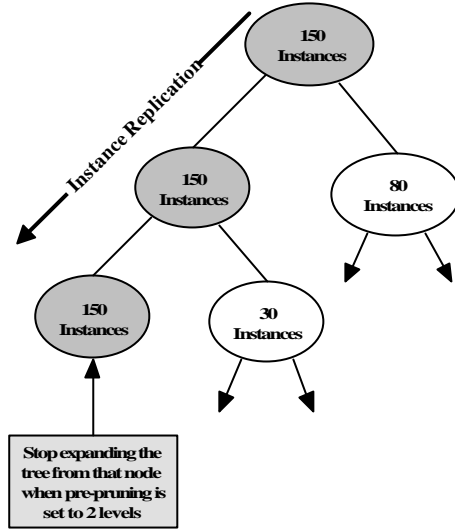 150
Instances
Instance Replication
150
Instances
80
Instances
150
Instances
30
Instances
Stop expanding the
tree from that node
when pre-pruning is
set to 2 levels